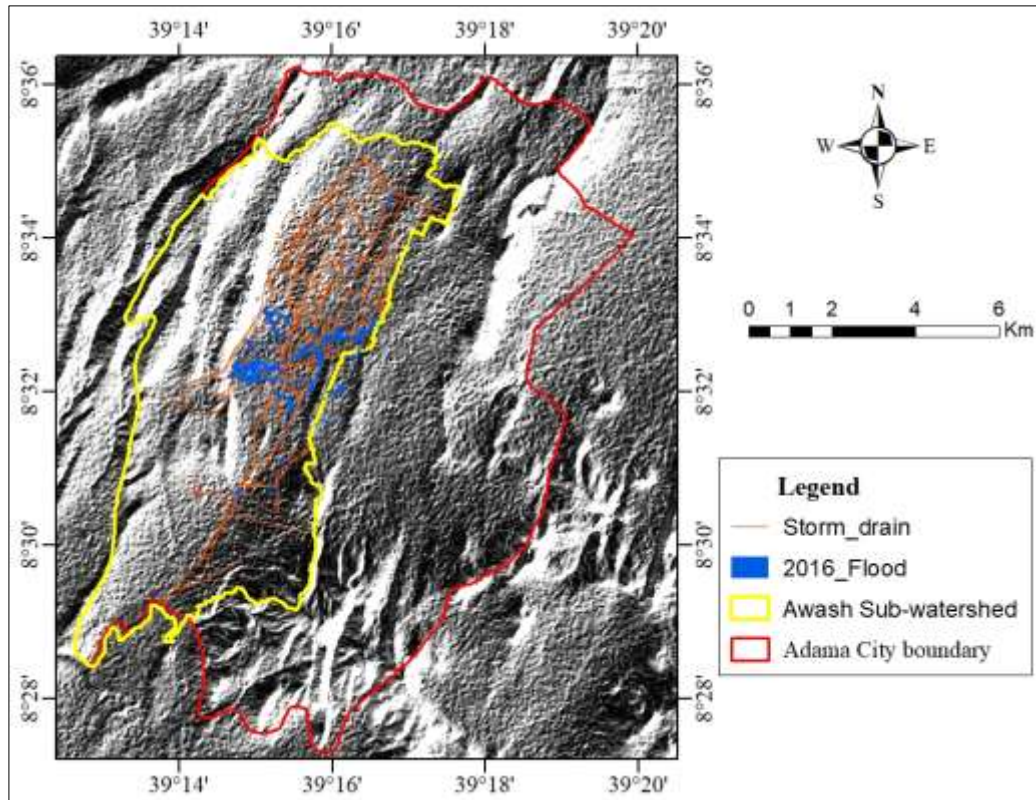 39°14' 39°16' 39°18' 39°20'
8°36' 8°36'
8°34' 8°34'
8°32' 8°32'
8°30' 8°30'
8°28' 8°28'
39°14' 39°16' 39°18' 39°20'
N
W E
S
0 1 2 4 6
Km
Legend
Storm_drain
2016_Flood
Awash Sub-watershed
Adama City boundary